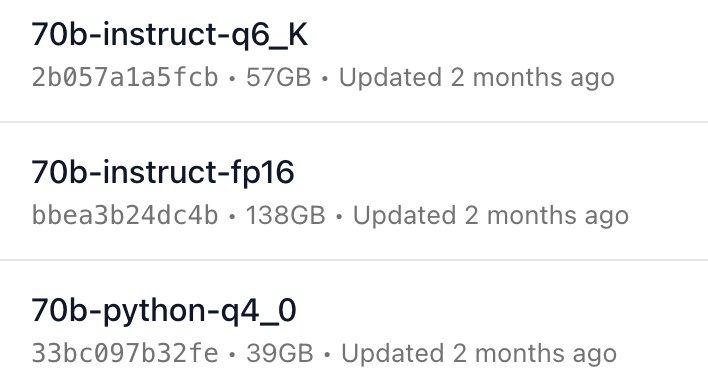 70b-instruct-q6_K
2b057a1a5fcb • 57GB • Updated 2 months ago
70b-instruct-fp16
bbea3b24dc4b • 138GB • Updated 2 months ago
70b-python-q4_0
33bc097b32fe • 39GB • Updated 2 months ago